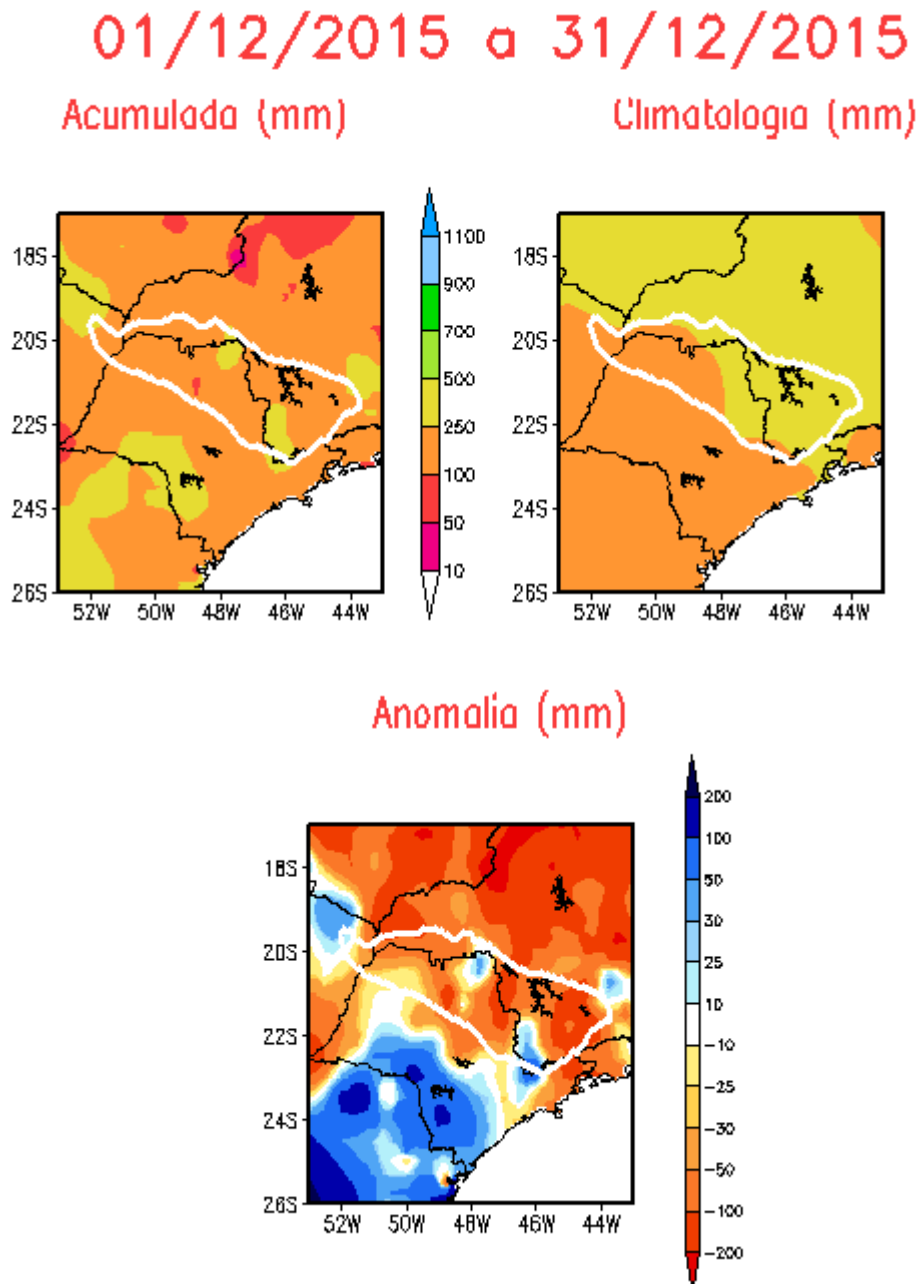 01/12/2015 a 31/12/2015
Acumulada (mm)
Climatologia (mm)
18S
20S
22S
24S
26S
52W 50W 48W 46W 44W
1100
900
700
500
250
100
50
10
18S
20S
22S
24S
26S
52W 50W 48W 46W 44W
Anomalia (mm)
18S
20S
22S
24S
26S
52W 50W 48W 46W 44W
200
100
50
30
25
10
-10
-25
-30
-50
-100
-200